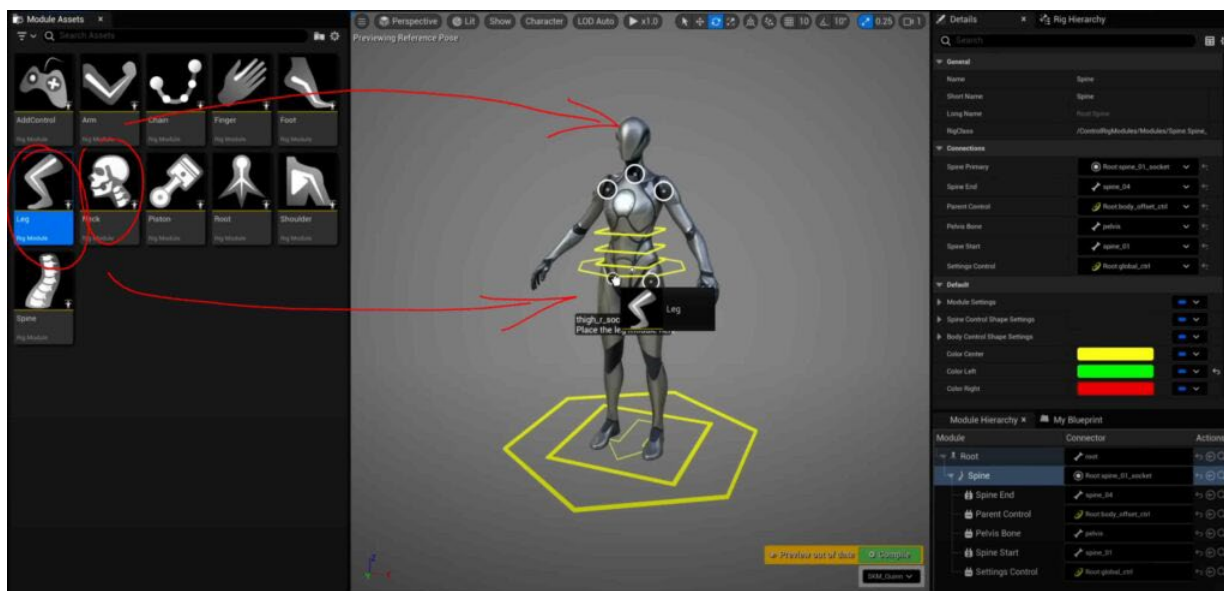 Module Assets ×
Search Assets
AddControl
Rig Module
Arm
Rig Module
Chain
Rig Module
Finger
Rig Module
Foot
Rig Module
Leg
Rig Module
Neck
Rig Module
Piston
Rig Module
Root
Rig Module
Shoulder
Rig Module
Spine
Rig Module
Perspective Lit Show Character LOD Auto x1.0 10 10° 0.25 1
Previewing Reference Pose
Leg
thigh_r_soc
Place the leg
Preview out of date Compile
Z
Details × Rig Hierarchy
Search
General
Name Spine
Short Name Spine
Long Name Root:Spine
RigClass /ControlRigModules/Modules/Spine.Spine_
Connections
Spine Primary Root:spine_01_socket
Spine End spine_04
Parent Control Root:body_offset_ctrl
Pelvis Bone pelvis
Spine Start spine_01
Settings Control Root:global_ctrl
Default
Module Settings
Spine Control Shape Settings
Body Control Shape Settings
Color Center
Color Left
Color Right
Module Hierarchy × My Blueprint
Module Connector Actions
Root root
Spine Root:spine_01_socket
Spine End spine_04
Parent Control Root:body_offset_ctrl
Pelvis Bone pelvis
Spine Start spine_01
Settings Control Root:global_ctrl